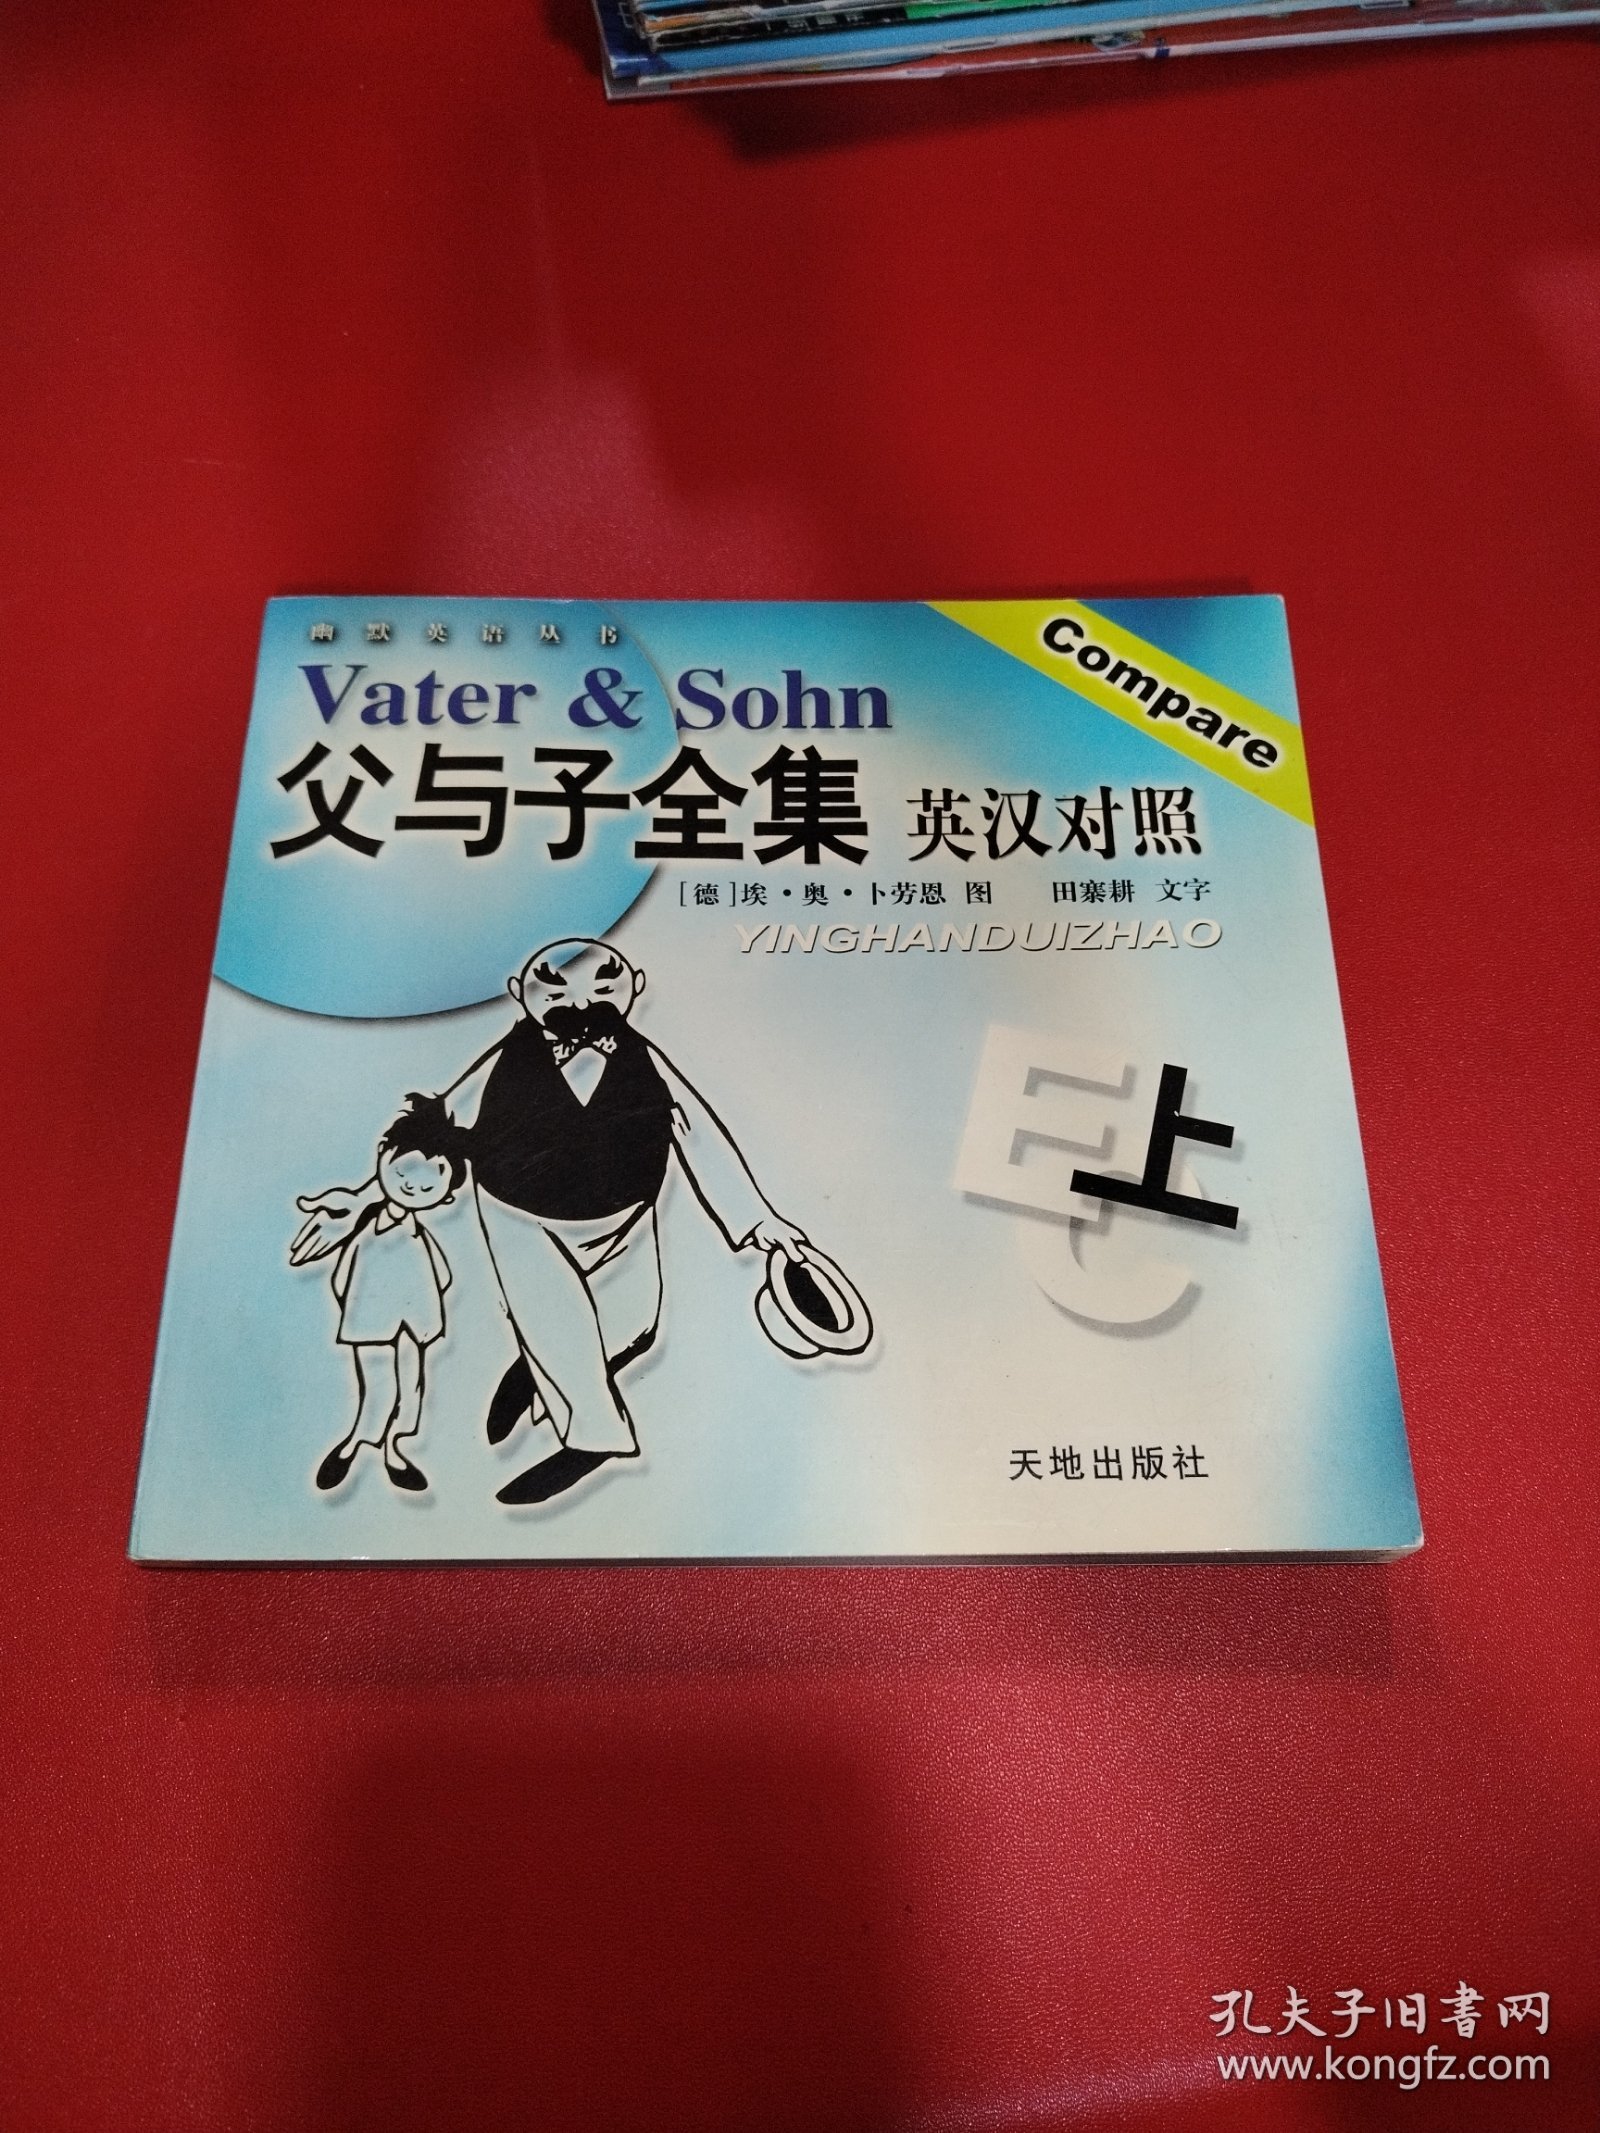 幽默英语丛书
Compare
Vater & Sohn
父与子全集 英汉对照
[德]埃·奥·卜劳恩 图 田寨耕 文字
YINGHANDUIZHAO
上
天地出版社
孔夫子旧书网
www.kongfz.com